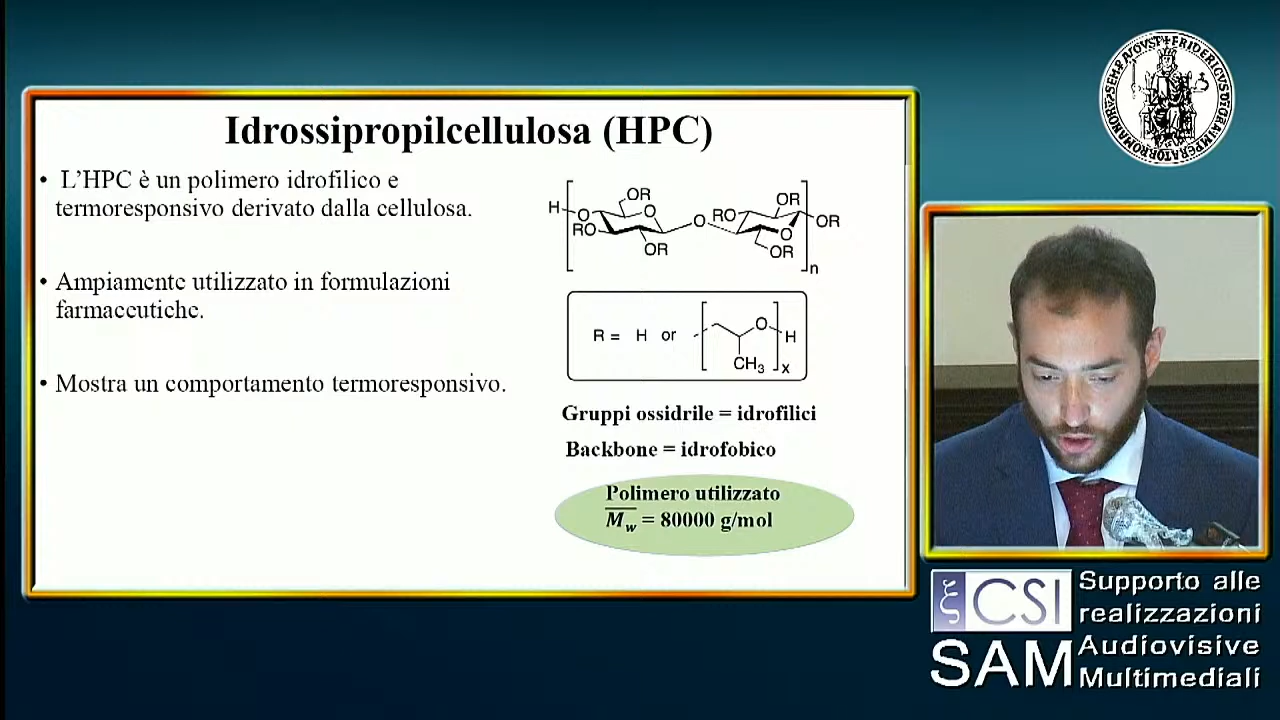 Idrossipropilcellulosa (HPC)
• L'HPC è un polimero idrofilico e
termoresponsivo derivato dalla cellulosa.
• Ampiamente utilizzato in formulazioni
farmaceutiche.
• Mostra un comportamento termoresponsivo.
H
O
RO
OR
O
OR
O
RO
OR
O
OR
OR
n
R = H or
O
H
CH3
x
Gruppi ossidrile = idrofilici
Backbone = idrofobico
Polimero utilizzato
Mw = 80000 g/mol
ξ CSI
SAM
Supporto alle
realizzazioni
Audiovisive
Multimediali